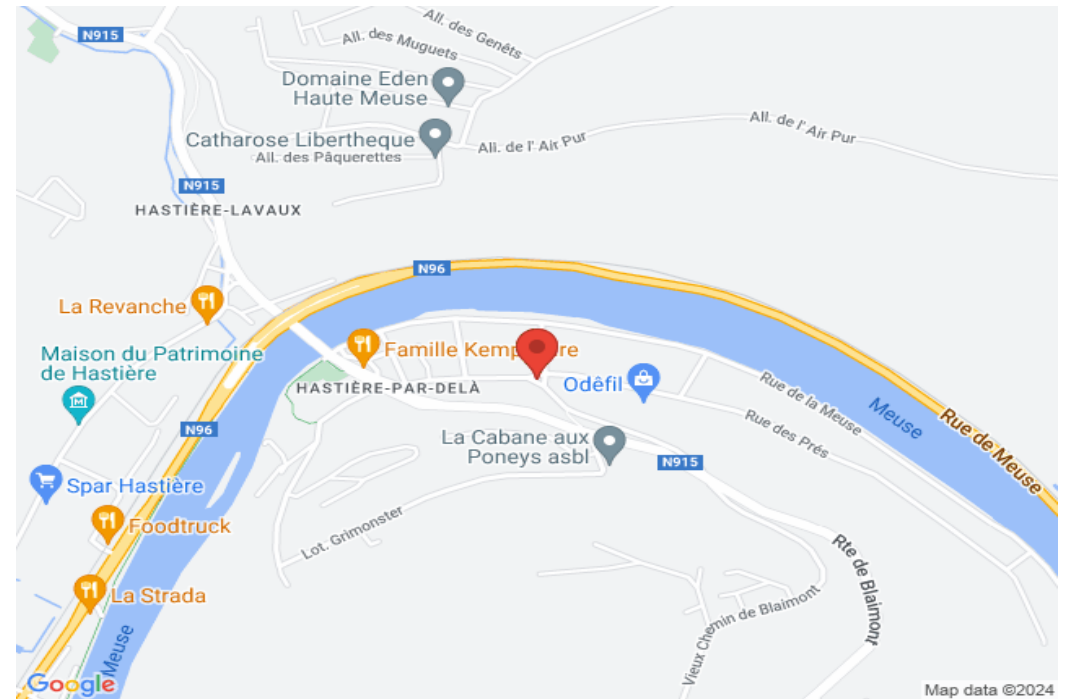 N915
All. des Genêts
All. des Muguets
Domaine Eden
Haute Meuse
Catharose Libertheque
All. des Pâquerettes
All. de l' Air Pur
All. de l' Air Pur
N915
HASTIÈRE-LAVAUX
N96
La Revanche
Maison du Patrimoine
de Hastière
Famille Kemp
re
HASTIÈRE-PAR-DELÀ
Odêfil
Rue de la Meuse
Meuse
Rue de Meuse
N96
La Cabane aux
Poneys asbl
Rue des Prés
N915
Spar Hastière
Foodtruck
Lot. Grimonster
Rte de Blaimont
La Strada
Vieux Chemin de Blaimont
Meuse
Google
Map data ©2024